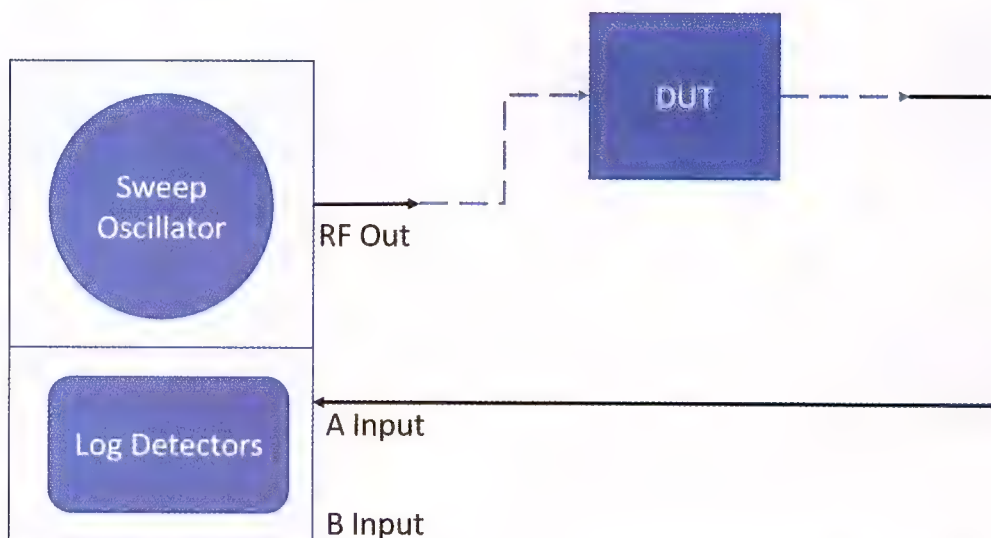 DUT
Sweep
Oscillator
RF Out
Log Detectors
A Input
B Input